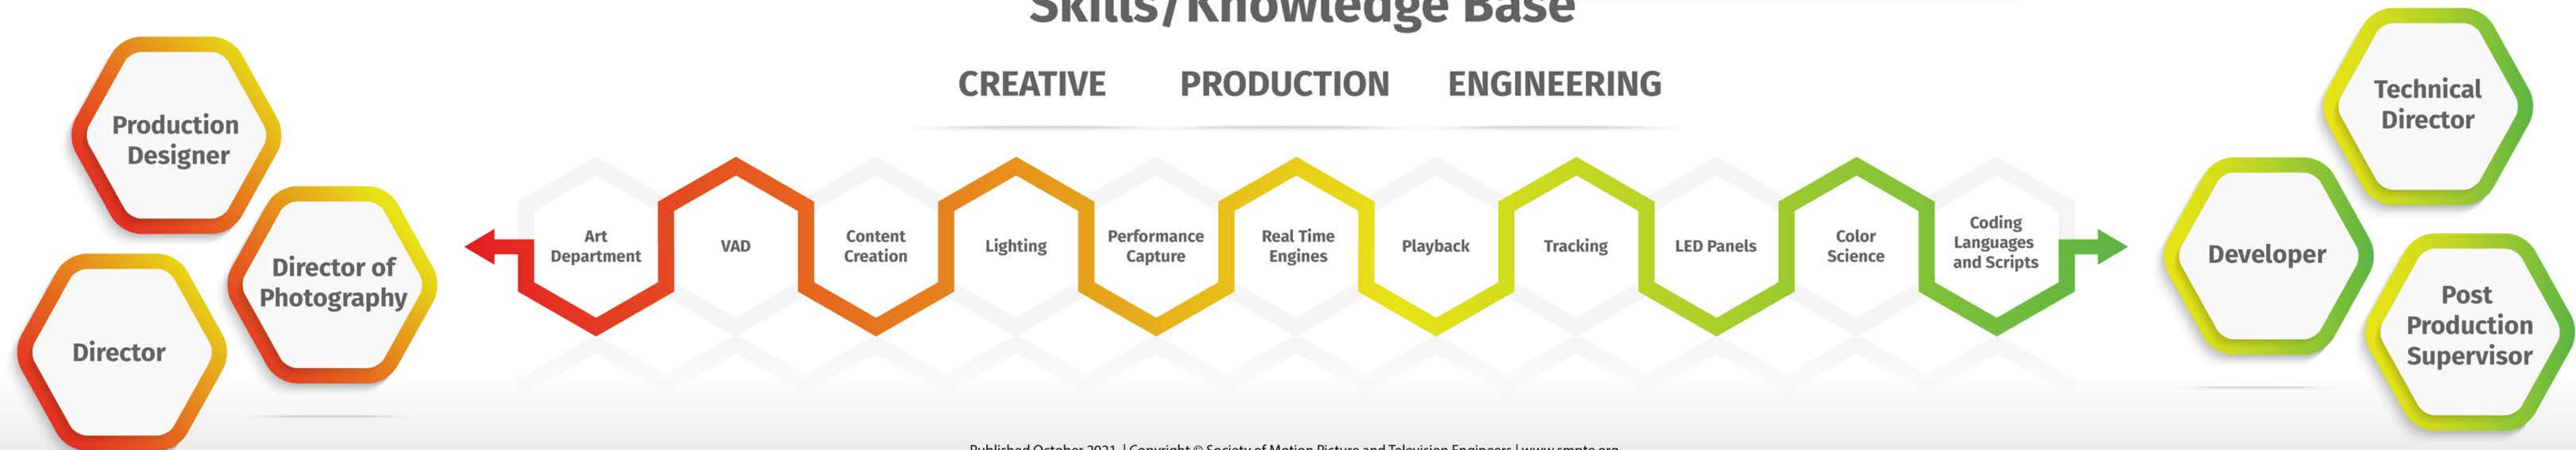 Skills/Knowledge Base
CREATIVE PRODUCTION ENGINEERING
Production
Designer
Director of
Photography
Director
Art
Department
VAD
Content
Creation
Lighting
Performance
Capture
Real Time
Engines
Playback
Tracking
LED Panels
Color
Science
Coding
Languages
and Scripts
Technical
Director
Developer
Post
Production
Supervisor
Published October 2021 | Copyright © Society of Motion Picture and Television Engineers | www.smpte.org